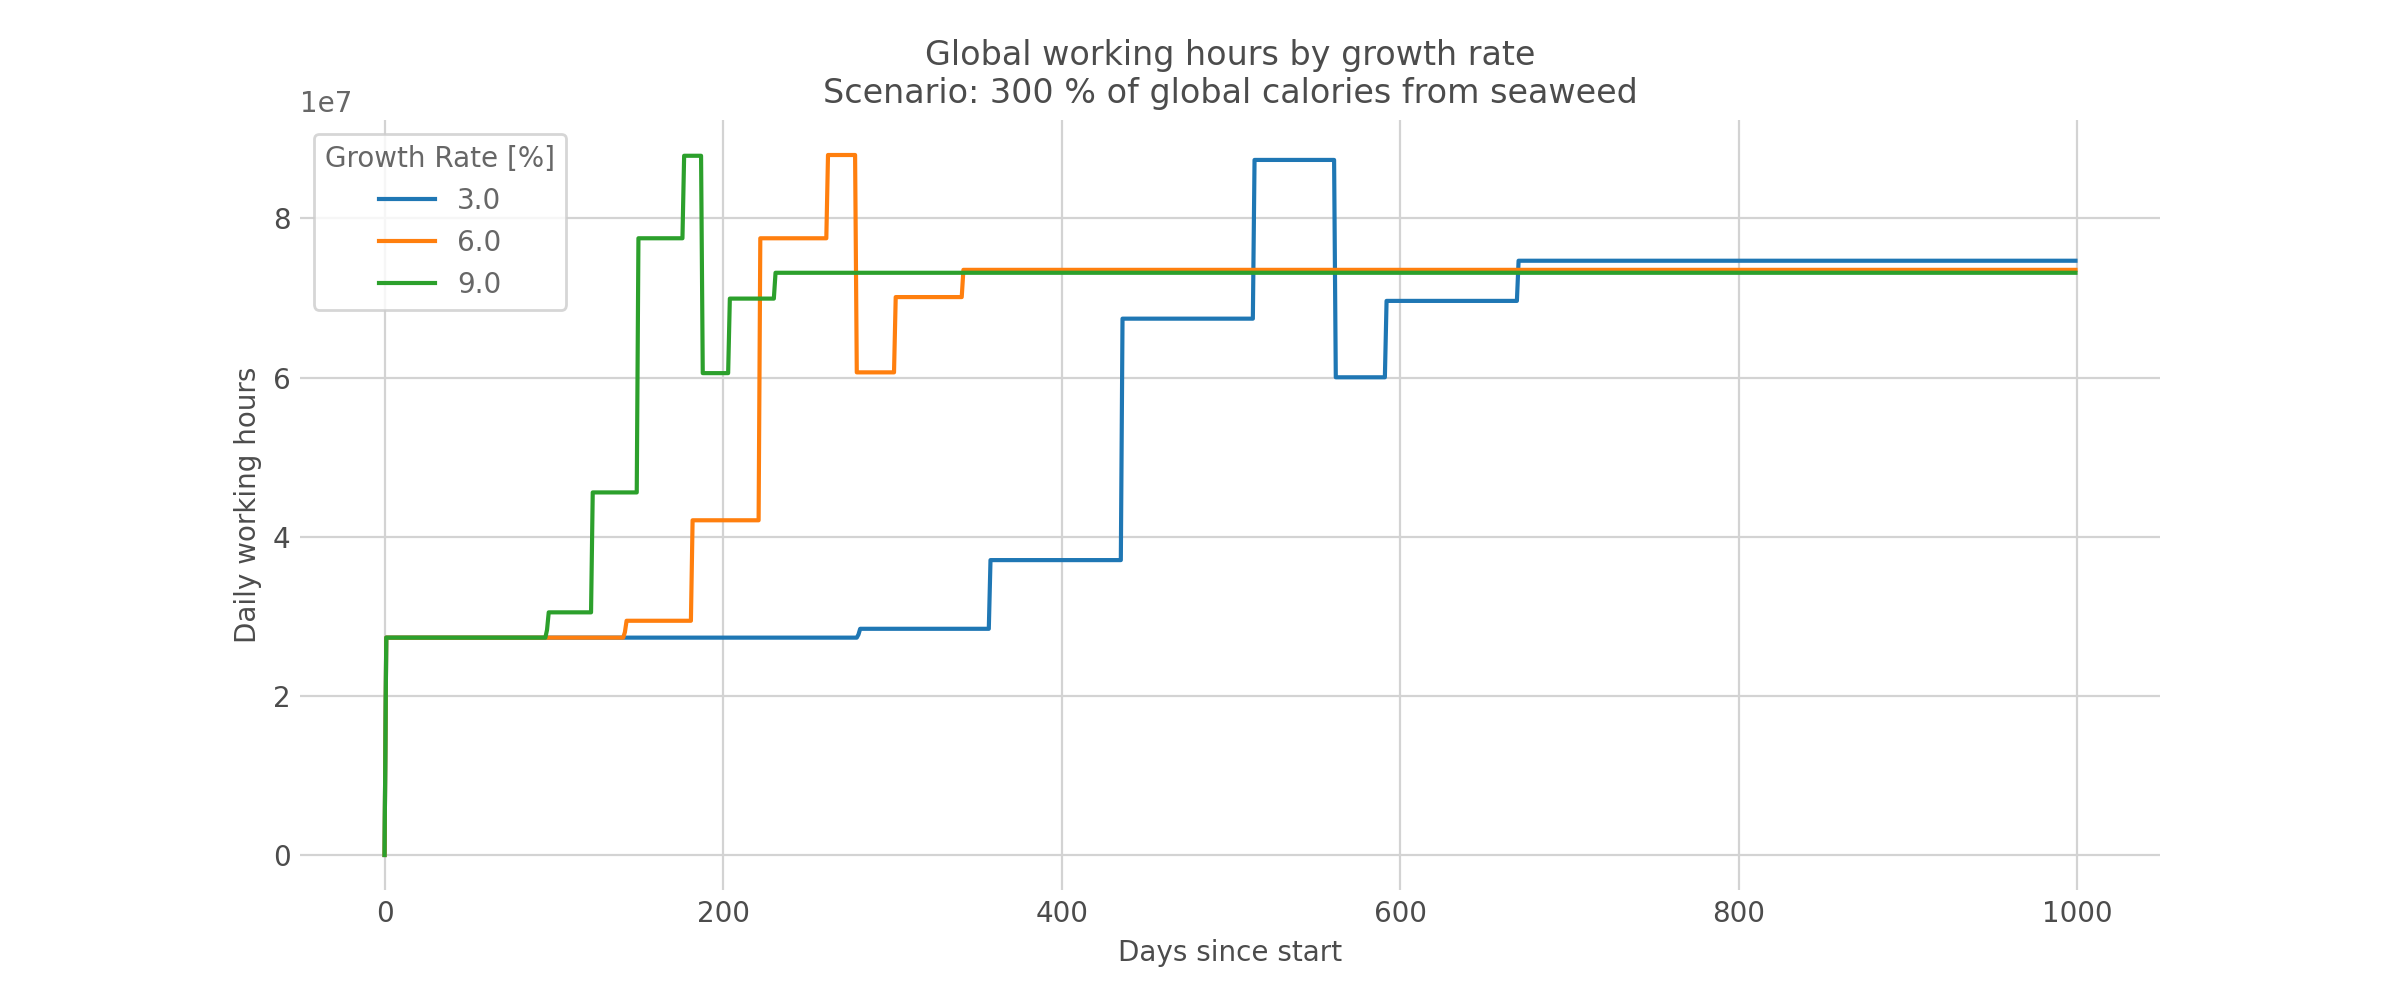 Global working hours by growth rate
Scenario: 300 % of global calories from seaweed
1e7
Growth Rate [%]
3.0
6.0
9.0
8
6
4
2
0
Daily working hours
0 200 400 600 800 1000
Days since start